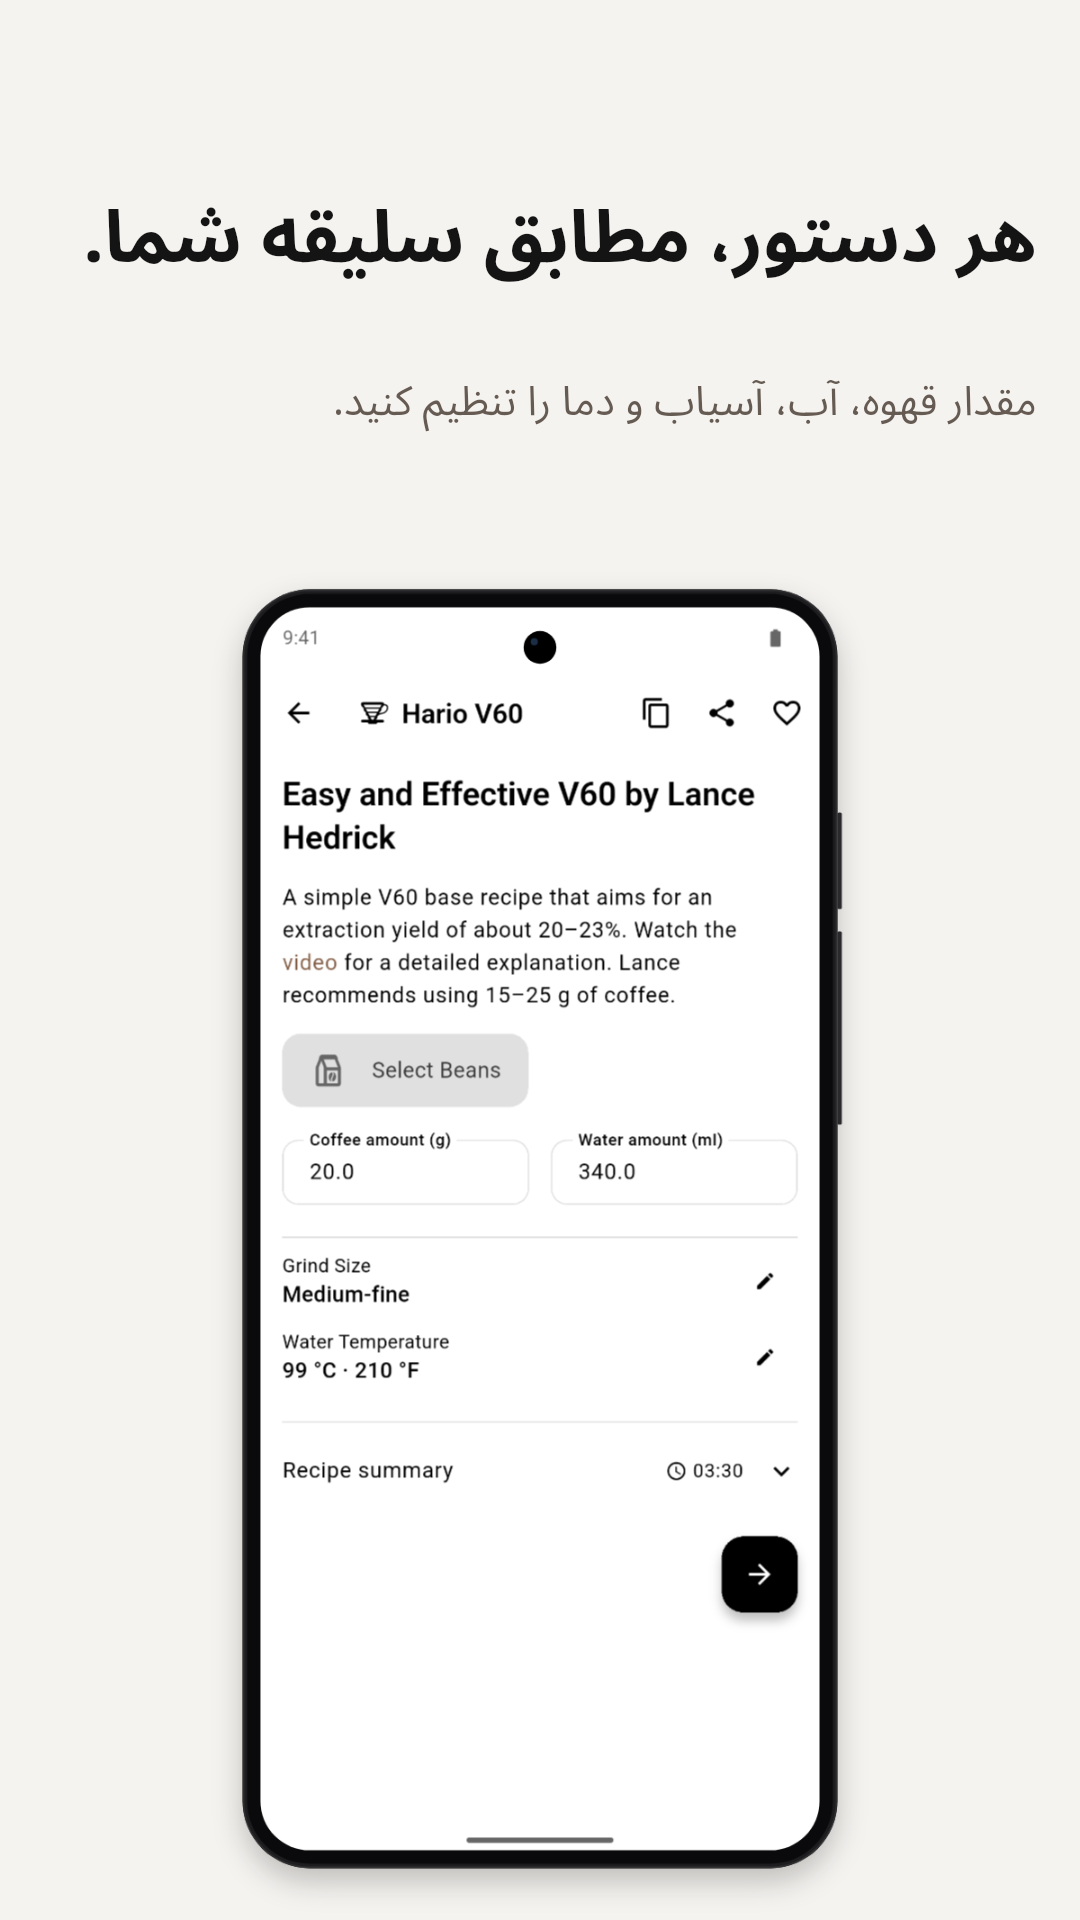 هر دستور، مطابق سلیقه شما.
مقدار قهوه، آب، آسیاب و دما را تنظیم کنید.
9:41
Hario V60
Easy and Effective V60 by Lance
Hedrick
A simple V60 base recipe that aims for an
extraction yield of about 20–23%. Watch the
video for a detailed explanation. Lance
recommends using 15–25 g of coffee.
Select Beans
Coffee amount (g)
20.0
Water amount (ml)
340.0
Grind Size
Medium-fine
Water Temperature
99 °C · 210 °F
Recipe summary
03:30